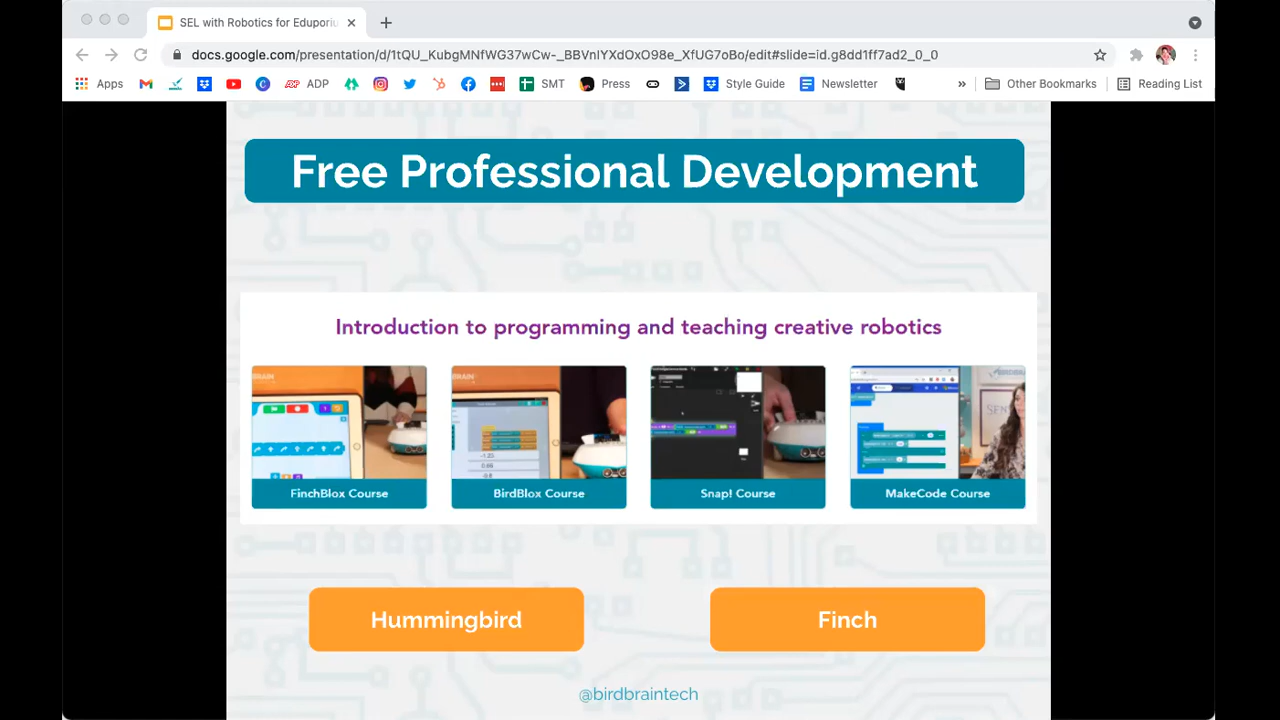 SEL with Robotics for Eduporiu
docs.google.com/presentation/d/1tQU_KubgMNfWG37wCw-_BBVnIYXdOxO98e_XfUG7oBo/edit#slide=id.g8dd1ff7ad2_0_0
Apps ADP SMT Press Style Guide Newsletter » Other Bookmarks Reading List
Free Professional Development
Introduction to programming and teaching creative robotics
FinchBlox Course
BirdBlox Course
Snap! Course
MakeCode Course
Hummingbird
Finch
@birdbraintech